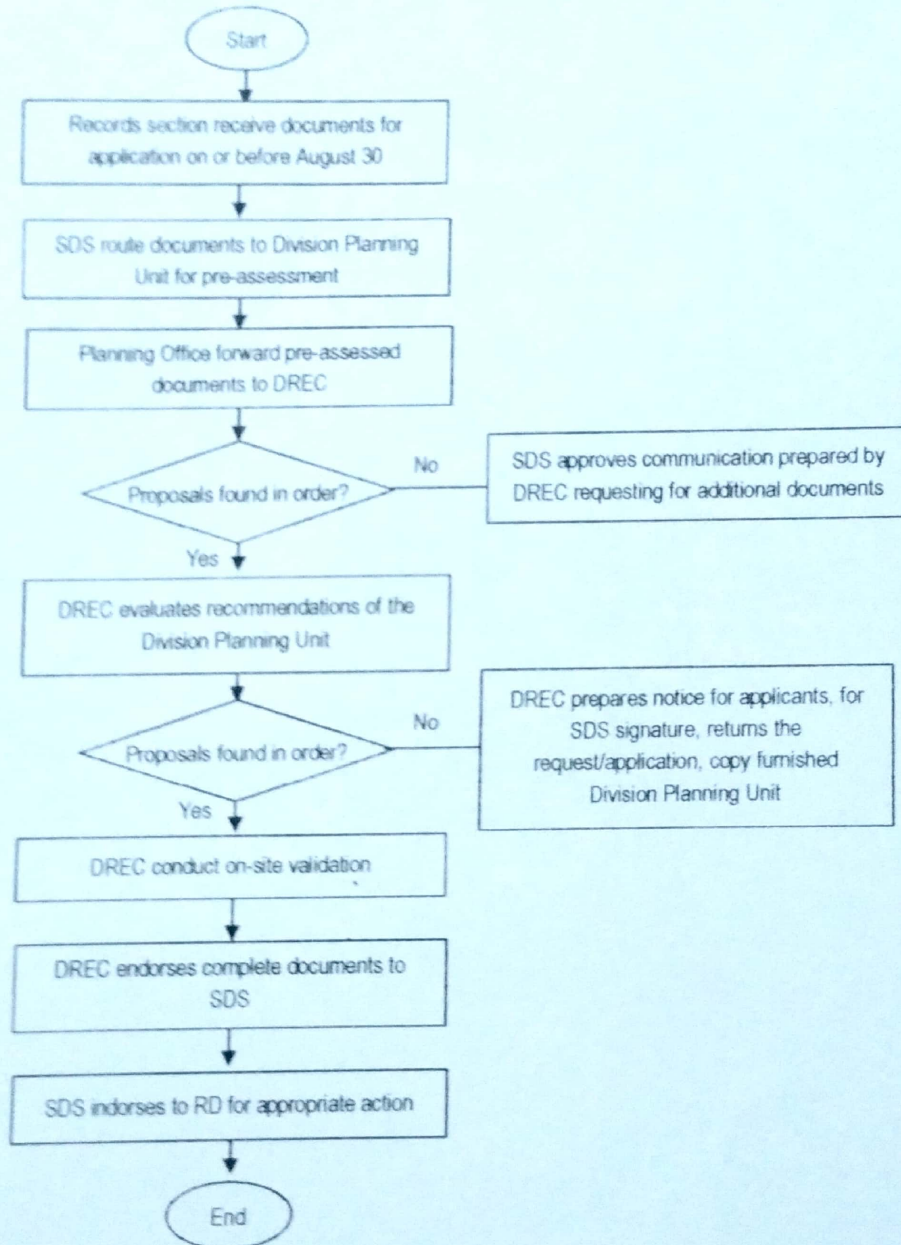 Start
Records section receive documents for
application on or before August 30
SDS route documents to Division Planning
Unit for pre-assessment
Planning Office forward pre-assessed
documents to DREC
Proposals found in order?
No
SDS approves communication prepared by
DREC requesting for additional documents
Yes
DREC evaluates recommendations of the
Division Planning Unit
Proposals found in order?
No
DREC prepares notice for applicants, for
SDS signature, returns the
request/application, copy furnished
Division Planning Unit
Yes
DREC conduct on-site validation
DREC endorses complete documents to
SDS
SDS indorses to RD for appropriate action
End